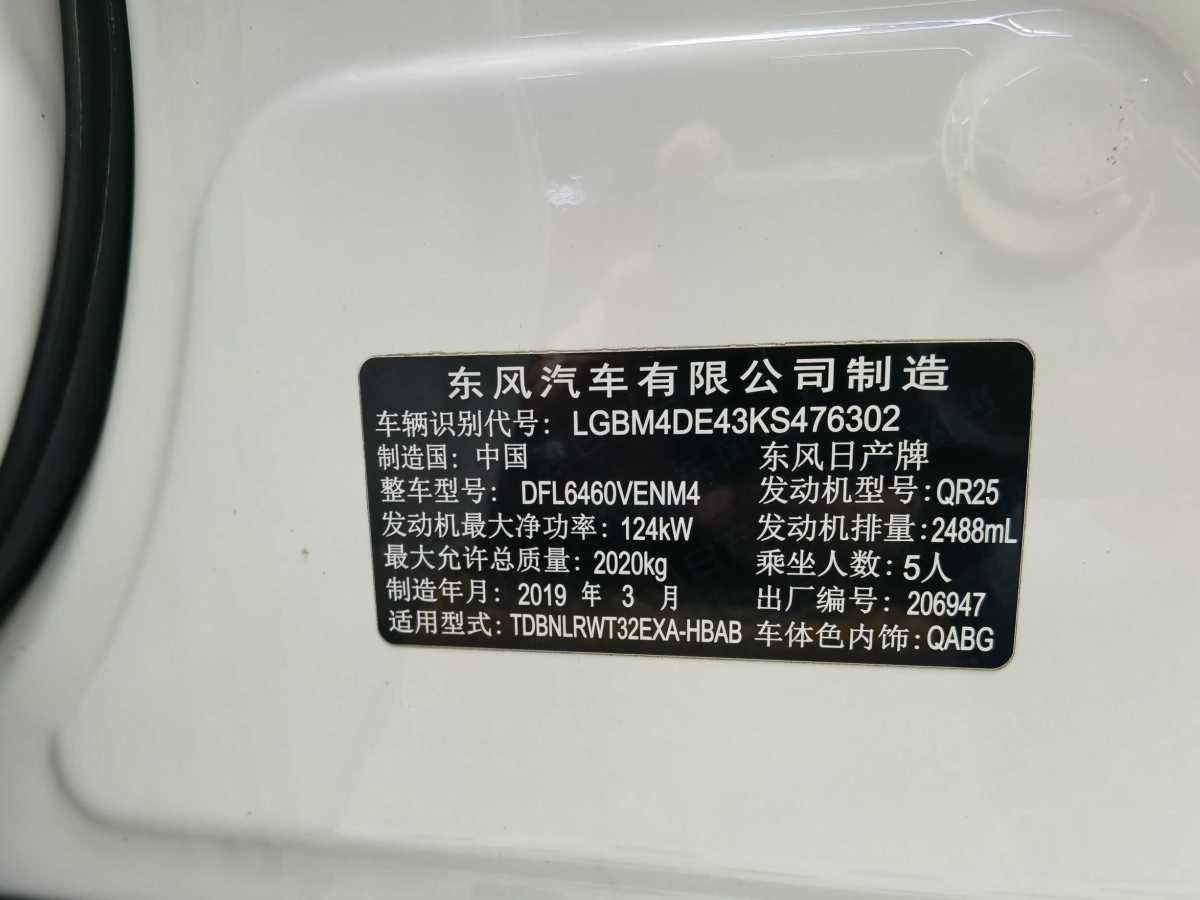 东风汽车有限公司制造
车辆识别代号: LGBM4DE43KS476302
制造国: 中国 东风日产牌
整车型号: DFL6460VENM4 发动机型号:QR25
发动机最大净功率: 124kW 发动机排量:2488mL
最大允许总质量: 2020kg 乘坐人数: 5人
制造年月: 2019 年 3 月 出厂编号: 206947
适用型式: TDBNLRWT32EXA-HBAB 车体色内饰:QABG